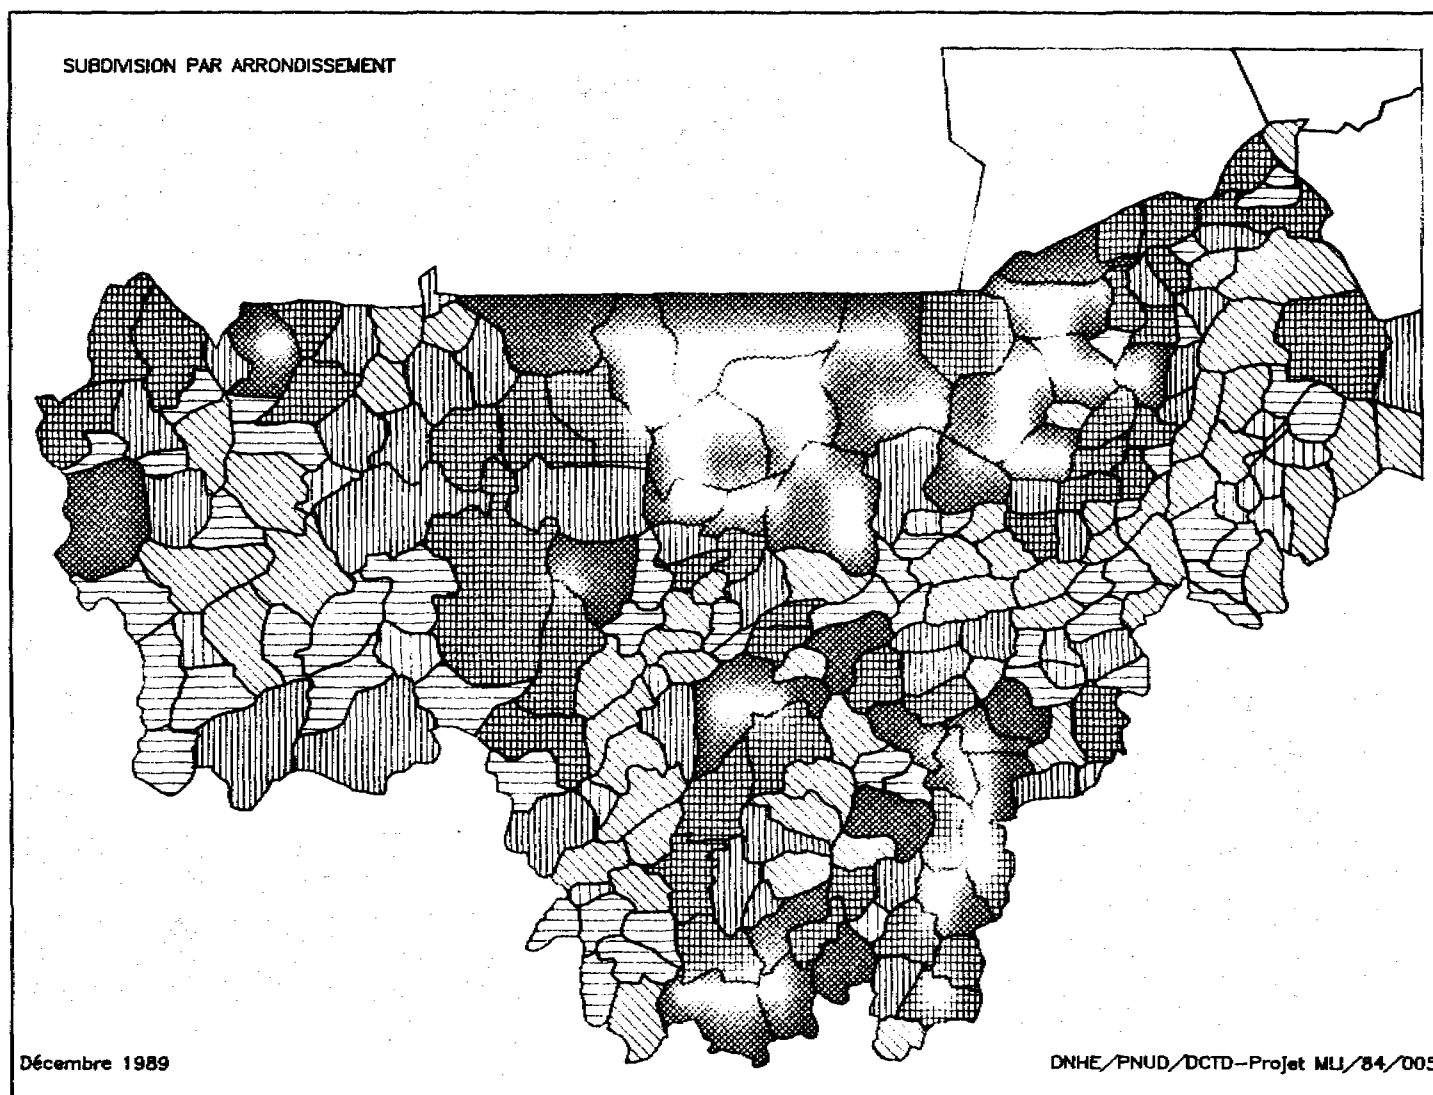 SUBDIVISION PAR ARRONDISSEMENT
Décembre 1989
DNHE/PNUD/DCTD-Projet MLI/84/005